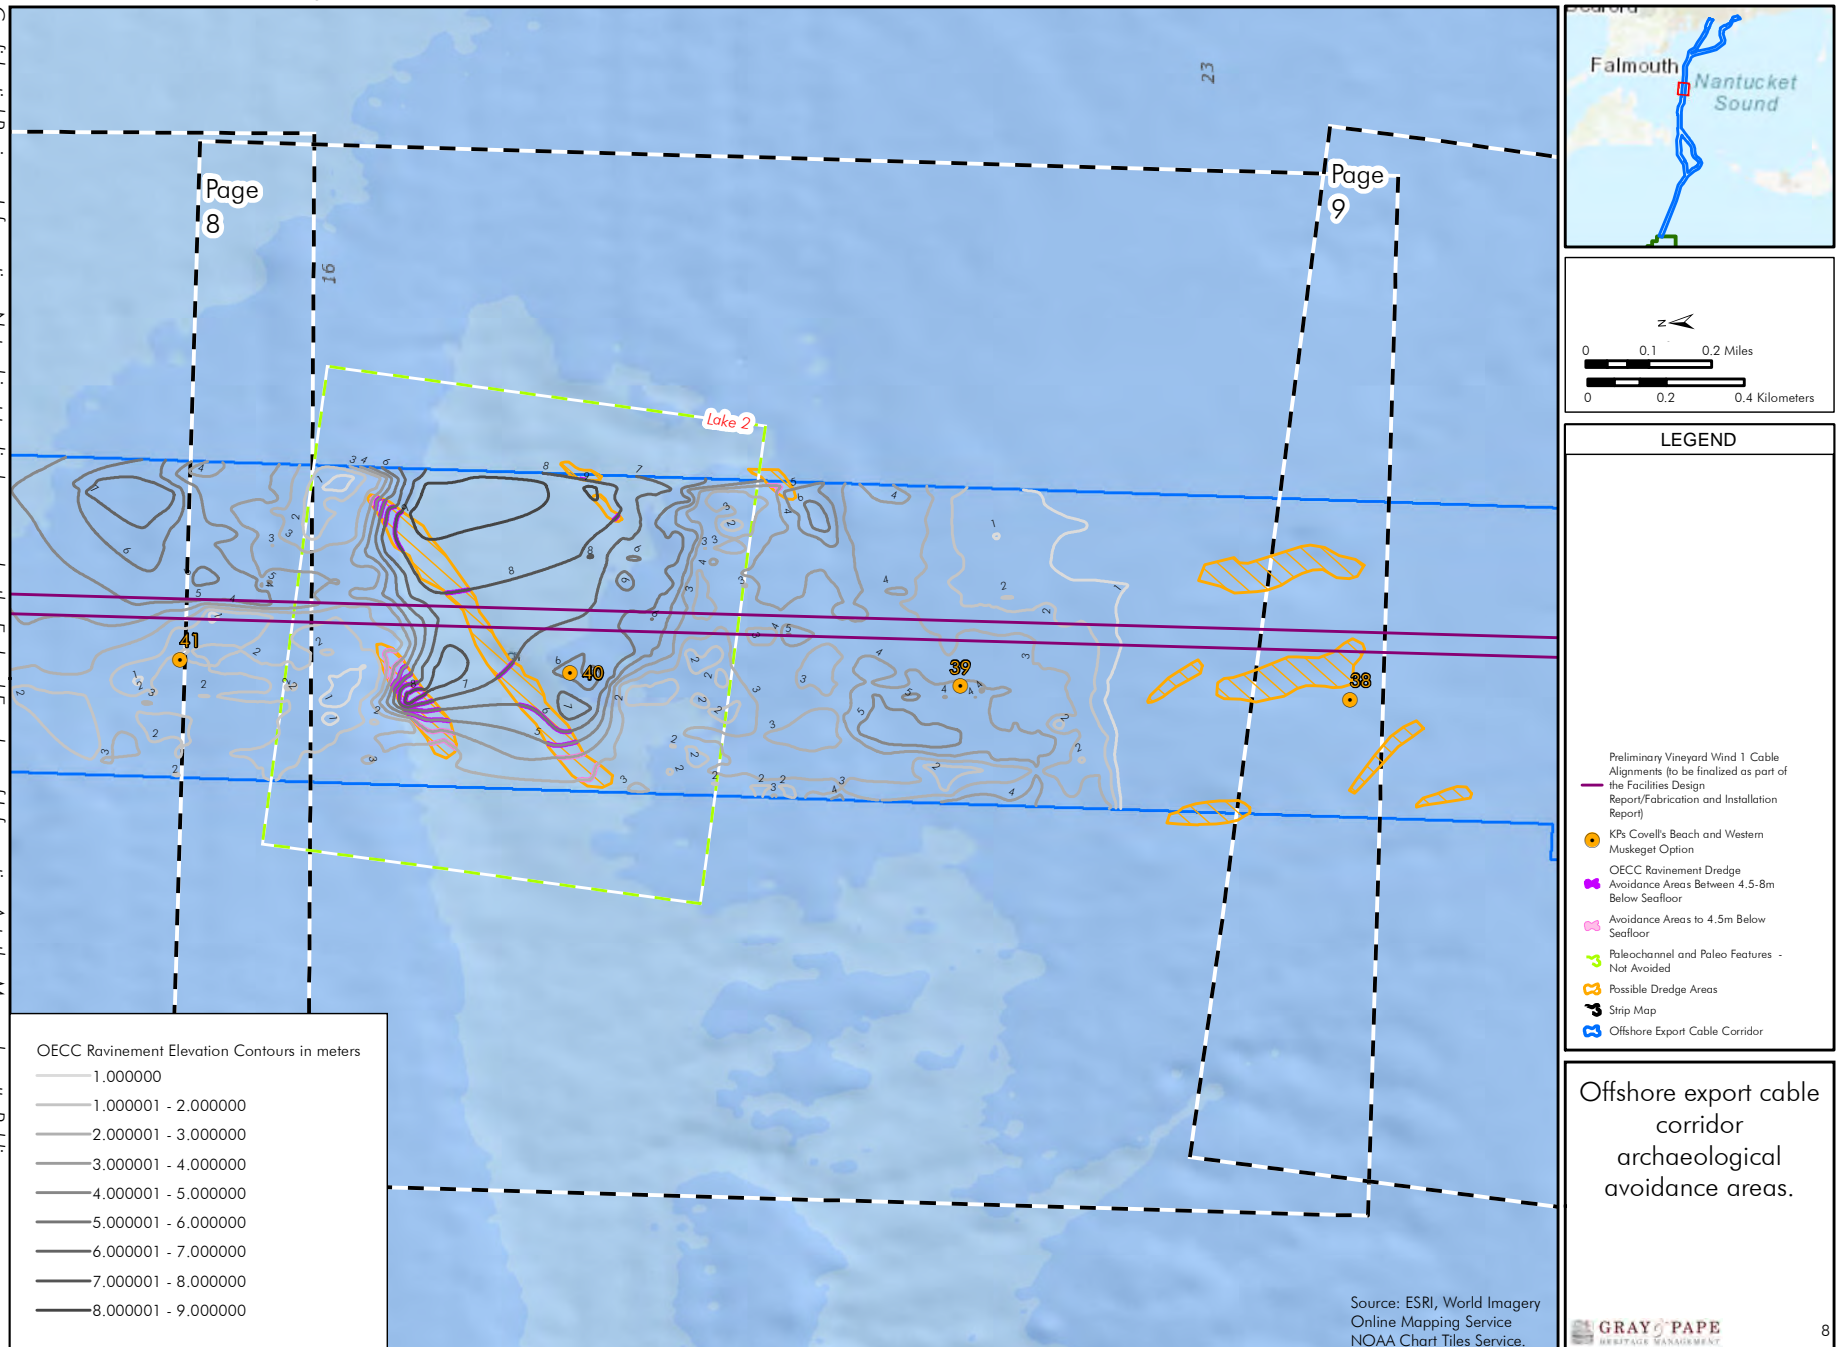 Page
8
Page
9
23
16
Lake 2
41
40
39
38
Bedford
Falmouth
Nantucket
Sound
N
0 0.1 0.2 Miles
0 0.2 0.4 Kilometers
LEGEND
Preliminary Vineyard Wind 1 Cable
Alignments (to be finalized as part of
the Facilities Design
Report/Fabrication and Installation
Report)
KPs Covell's Beach and Western
Muskeget Option
OECC Ravinement Dredge
Avoidance Areas Between 4.5-8m
Below Seafloor
Avoidance Areas to 4.5m Below
Seafloor
Paleochannel and Paleo Features -
Not Avoided
Possible Dredge Areas
Strip Map
Offshore Export Cable Corridor
OECC Ravinement Elevation Contours in meters
1.000000
1.000001 - 2.000000
2.000001 - 3.000000
3.000001 - 4.000000
4.000001 - 5.000000
5.000001 - 6.000000
6.000001 - 7.000000
7.000001 - 8.000000
8.000001 - 9.000000
Source: ESRI, World Imagery
Online Mapping Service
NOAA Chart Tiles Service.
Offshore export cable
corridor
archaeological
avoidance areas.
GRAY & PAPE
HERITAGE MANAGEMENT
8